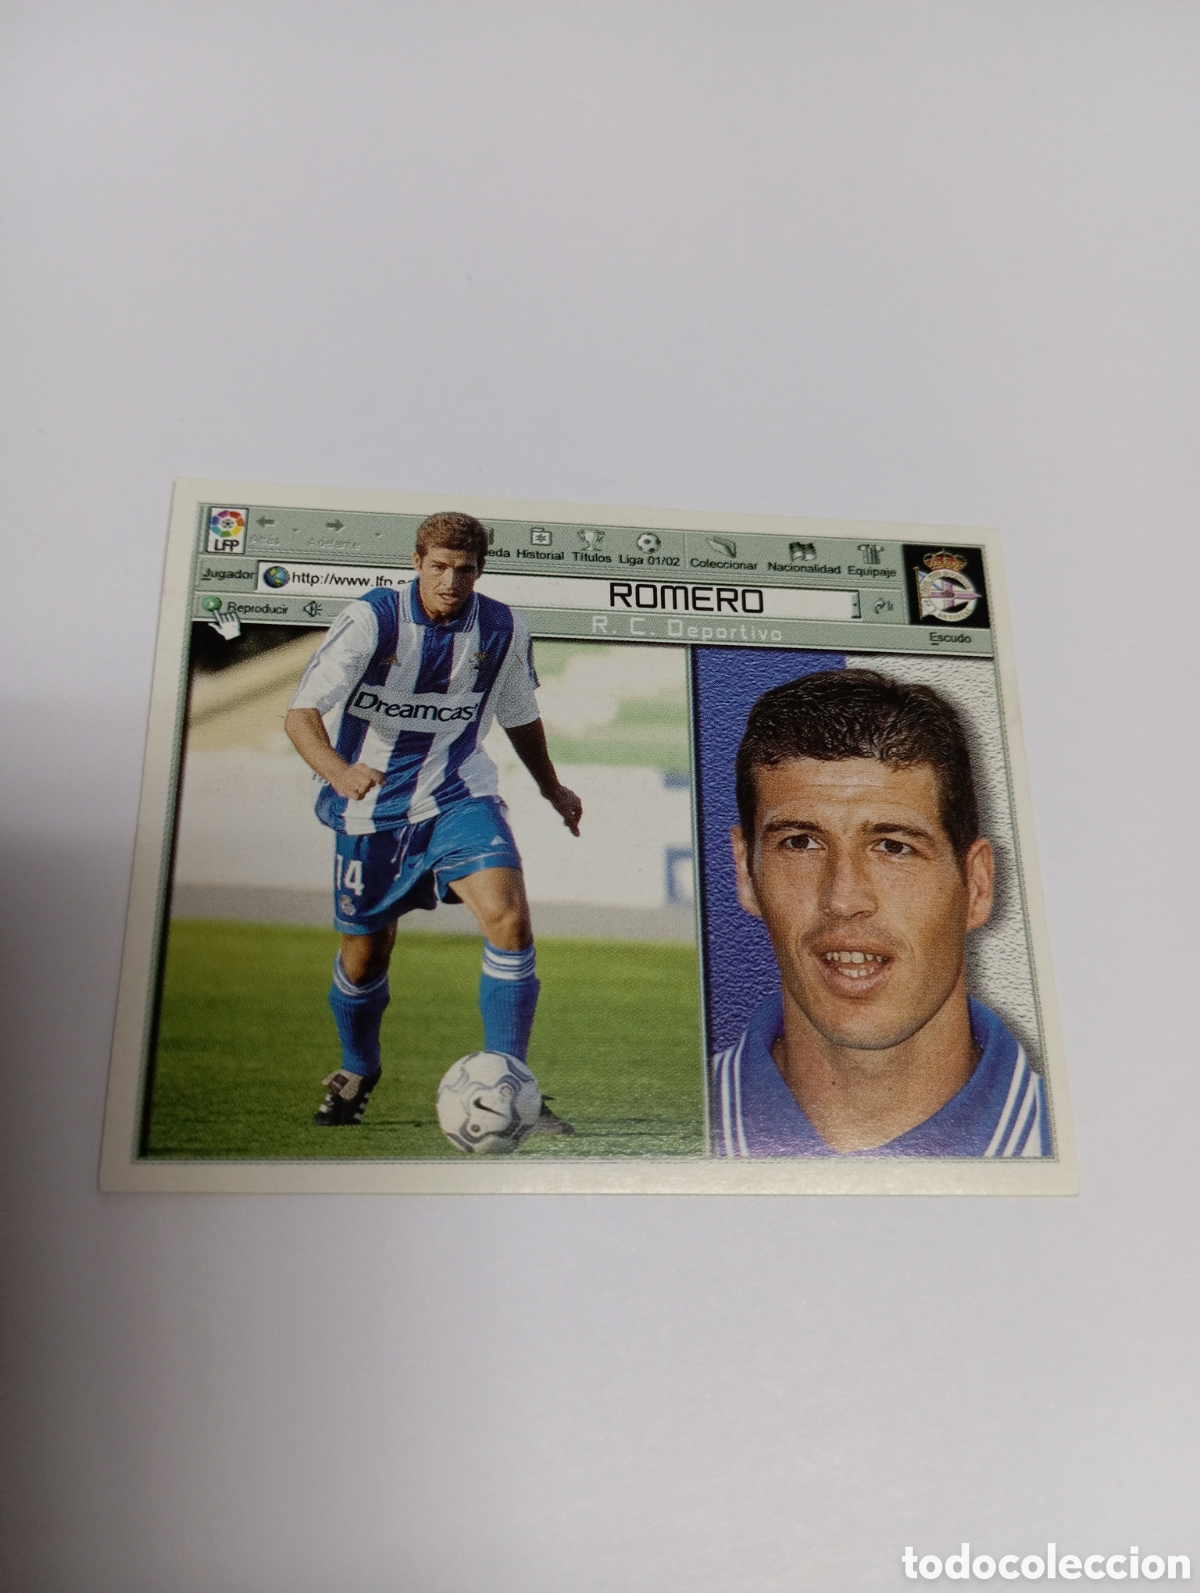 LFP
Atrás
Adelante
eda Historial Títulos Liga 01/02 Coleccionar Nacionalidad Equipaje
Jugador http://www.lfp.e
ROMERO
Reproducir
R. C. Deportivo
Escudo
Dreamcast
14
todocoleccion